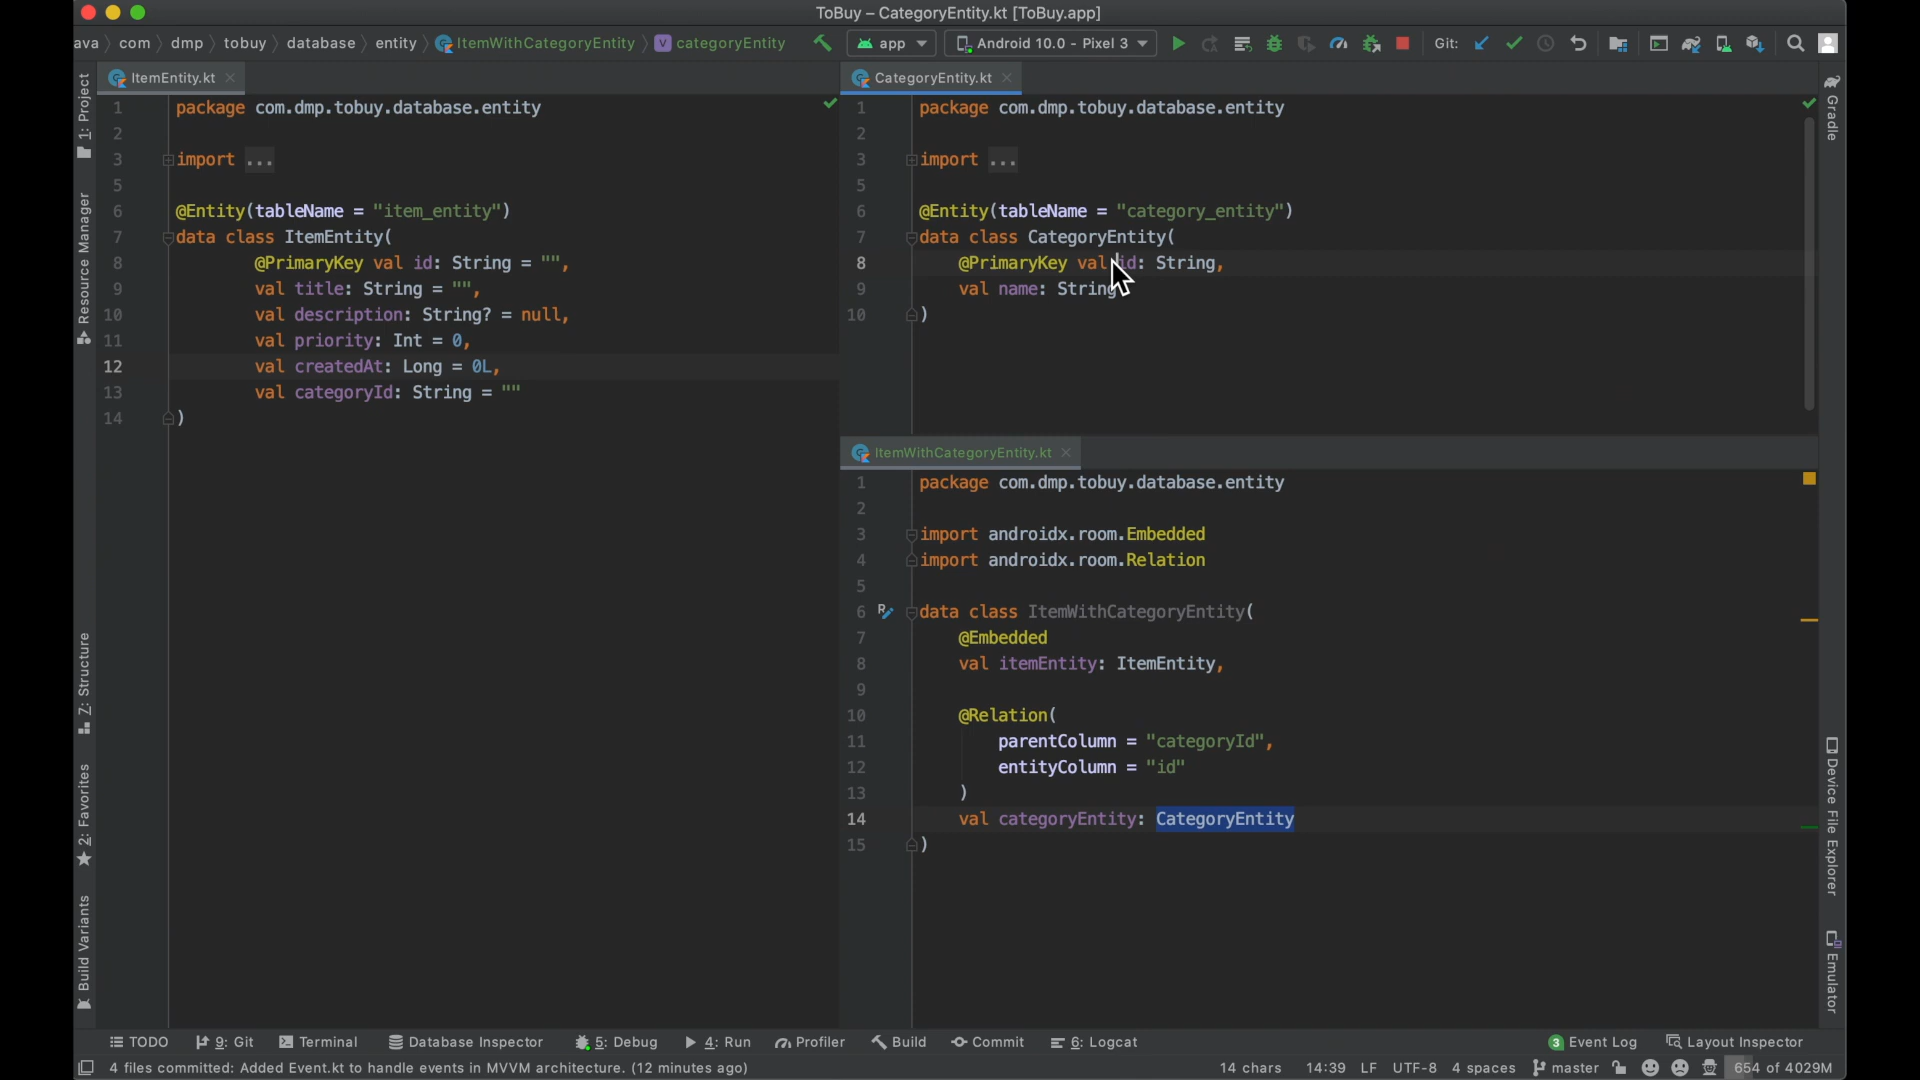 ToBuy – CategoryEntity.kt [ToBuy.app]
ava com dmp tobuy database entity ItemWithCategoryEntity categoryEntity app Android 10.0 - Pixel 3 Git:
1: Project
Resource Manager
Z: Structure
2: Favorites
Build Variants
ItemEntity.kt
1 package com.dmp.tobuy.database.entity
2
3 import ...
5
6 @Entity(tableName = "item_entity")
7 data class ItemEntity(
8 @PrimaryKey val id: String = "",
9 val title: String = "",
10 val description: String? = null,
11 val priority: Int = 0,
12 val createdAt: Long = 0L,
13 val categoryId: String = ""
14 )
CategoryEntity.kt
1 package com.dmp.tobuy.database.entity
2
3 import ...
5
6 @Entity(tableName = "category_entity")
7 data class CategoryEntity(
8 @PrimaryKey val id: String,
9 val name: String
10 )
ItemWithCategoryEntity.kt
1 package com.dmp.tobuy.database.entity
2
3 import androidx.room.Embedded
4 import androidx.room.Relation
5
6 data class ItemWithCategoryEntity(
7 @Embedded
8 val itemEntity: ItemEntity,
9
10 @Relation(
11 parentColumn = "categoryId",
12 entityColumn = "id"
13 )
14 val categoryEntity: CategoryEntity
15 )
Gradle
Device File Explorer
Emulator
TODO 9: Git Terminal Database Inspector 5: Debug 4: Run Profiler Build Commit 6: Logcat 3 Event Log Layout Inspector
4 files committed: Added Event.kt to handle events in MVVM architecture. (12 minutes ago) 14 chars 14:39 LF UTF-8 4 spaces master 654 of 4029M